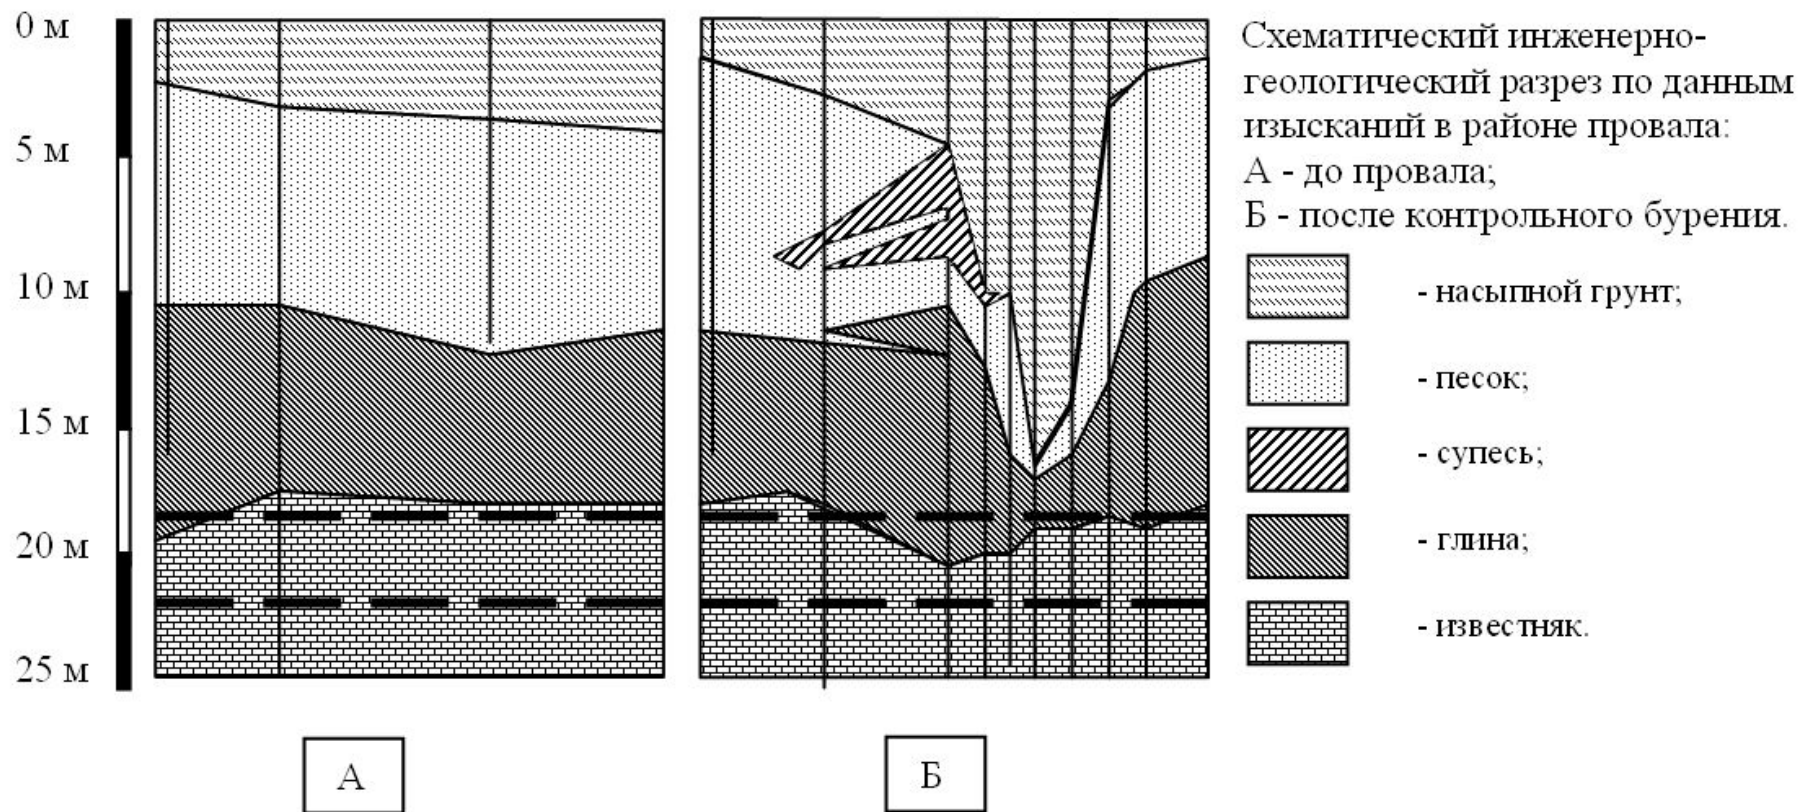 0 м
5 м
10 м
15 м
20 м
25 м
А
Б
Схематический инженерно-
геологический разрез по данным
изысканий в районе провала:
А - до провала;
Б - после контрольного бурения.
- насыпной грунт;
- песок;
- супесь;
- глина;
- известняк.